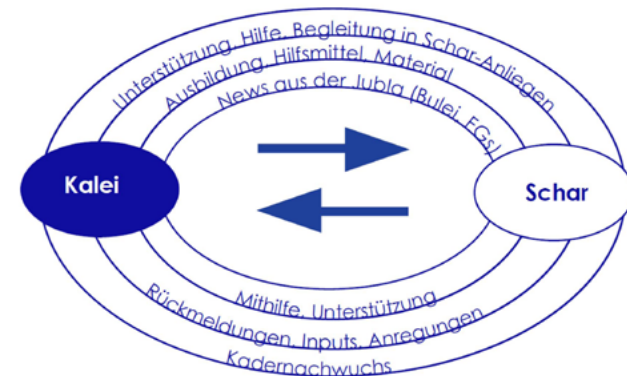 Unterstützung, Hilfe, Begleitung in Schar-Anliegen
Ausbildung, Hilfsmittel, Material
News aus der Jubla (Bulei, FGs)
Kalei
Schar
Mithilfe, Unterstützung
Rückmeldungen, Inputs, Anregungen
Kadernachwuchs